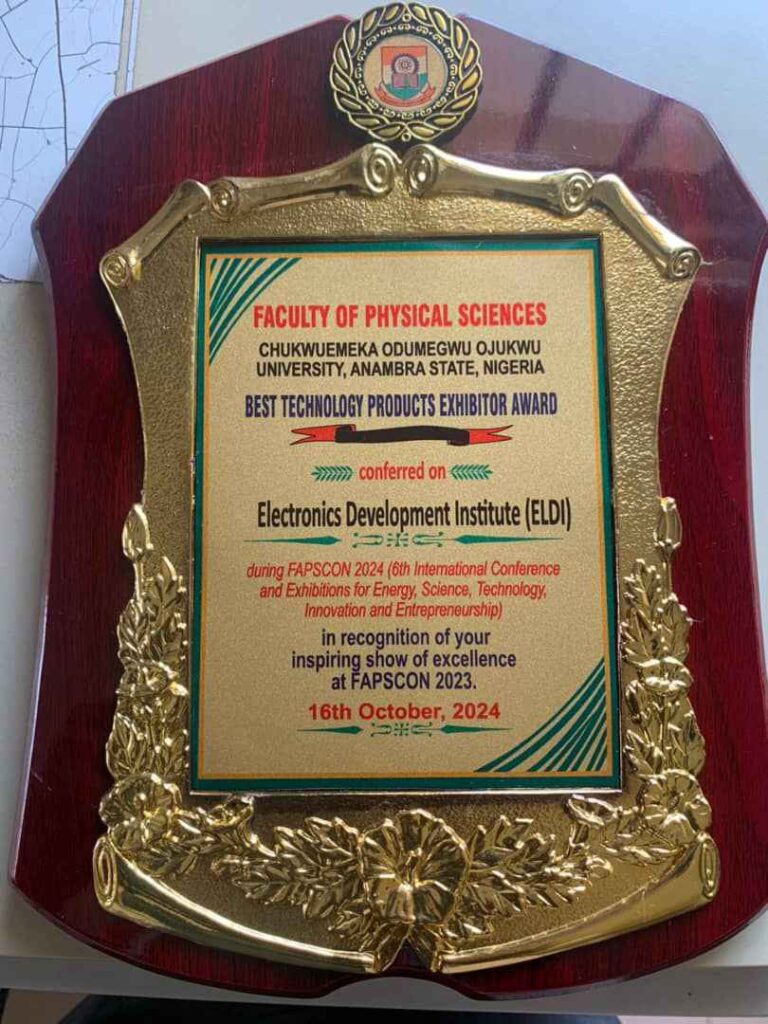 FACULTY OF PHYSICAL SCIENCES
CHUKWUEMEKA ODUMEGWU OJUKWU
UNIVERSITY, ANAMBRA STATE, NIGERIA
BEST TECHNOLOGY PRODUCTS EXHIBITOR AWARD
conferred on
Electronics Development Institute (ELDI)
during FAPSCON 2024 (6th International Conference
and Exhibitions for Energy, Science, Technology,
Innovation and Entrepreneurship)
in recognition of your
inspiring show of excellence
at FAPSCON 2023.
16th October, 2024